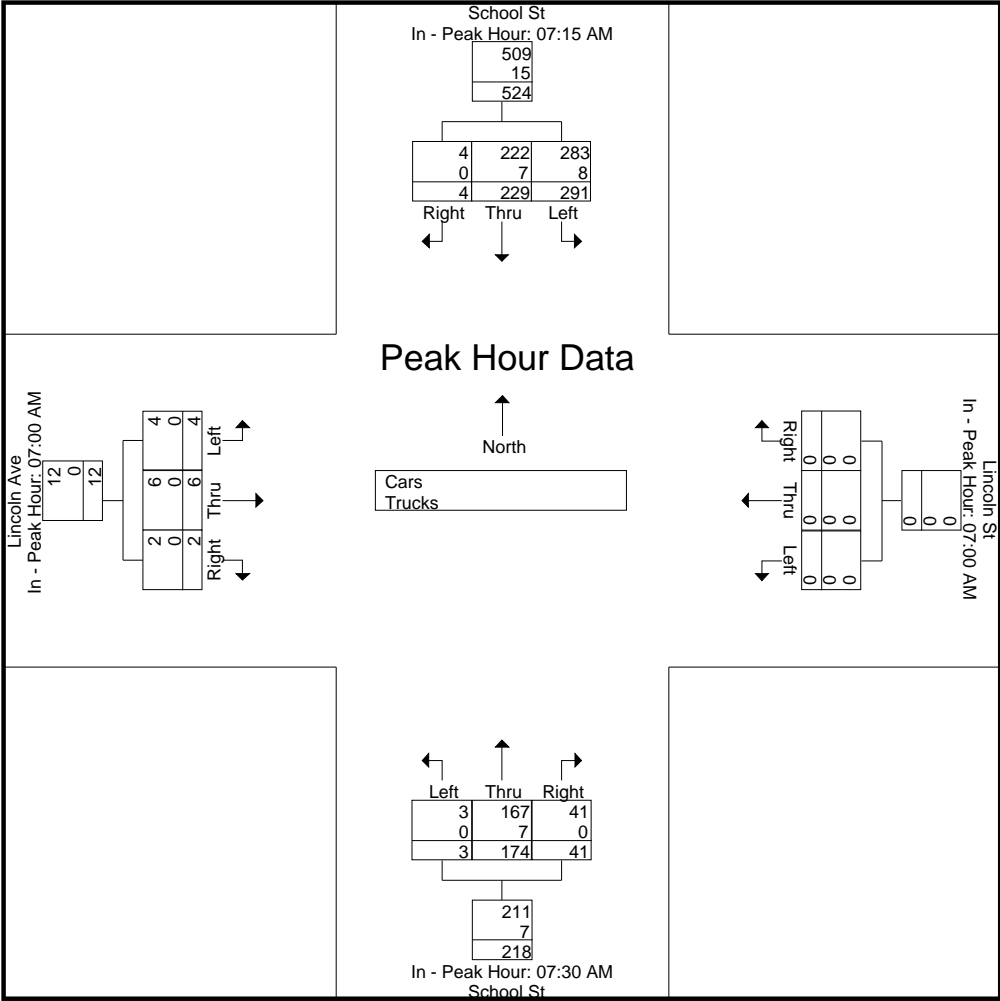 School St
In - Peak Hour: 07:15 AM
509
15
524
4 222 283
0 7 8
4 229 291
Right Thru Left
Peak Hour Data
North
Cars
Trucks
Lincoln Ave
In - Peak Hour: 07:00 AM
12
0
12
4 0 4
6 0 6
2 0 2
Left
Thru
Right
Lincoln St
In - Peak Hour: 07:00 AM
0
0
0
0 0 0
0 0 0
0 0 0
Right
Thru
Left
Left Thru Right
3 167 41
0 7 0
3 174 41
211
7
218
In - Peak Hour: 07:30 AM
School St